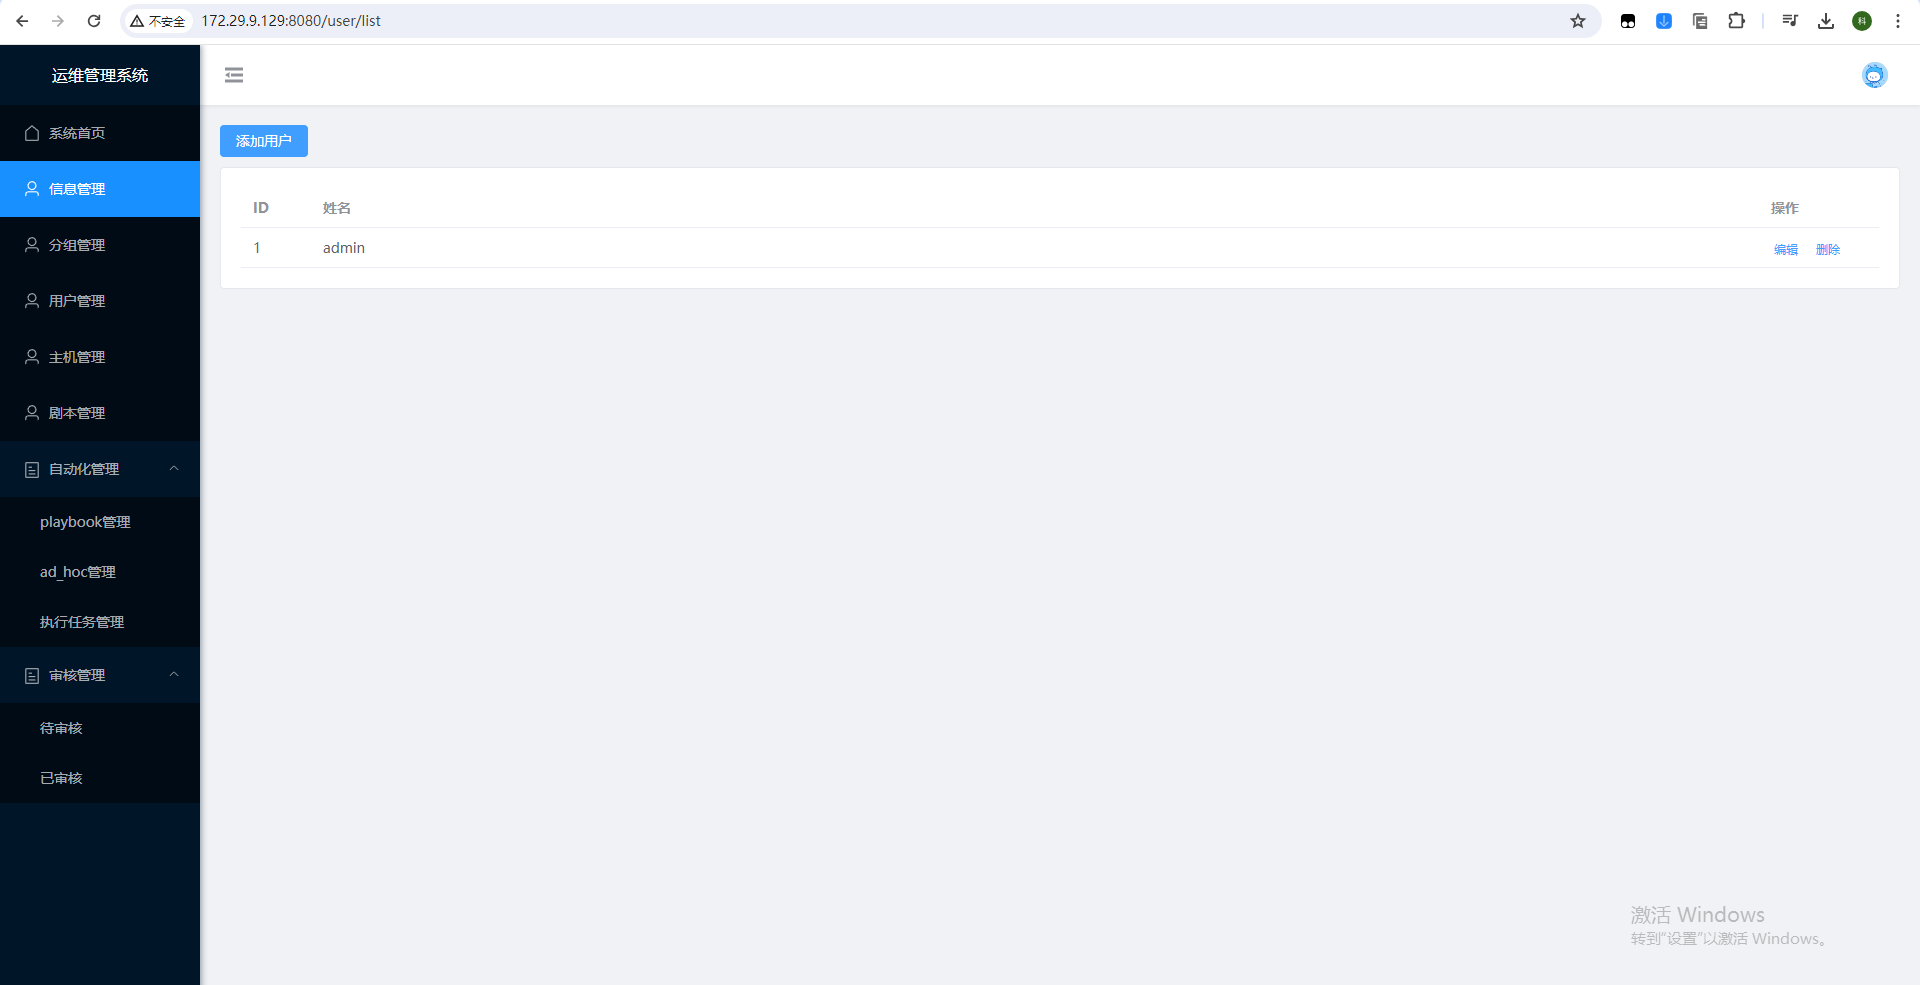 不安全 172.29.9.129:8080/user/list
科
运维管理系统
系统首页
信息管理
分组管理
用户管理
主机管理
剧本管理
自动化管理
playbook管理
ad_hoc管理
执行任务管理
审核管理
待审核
已审核
添加用户
ID 姓名 操作
1 admin 编辑 删除
激活 Windows
转到“设置”以激活 Windows。